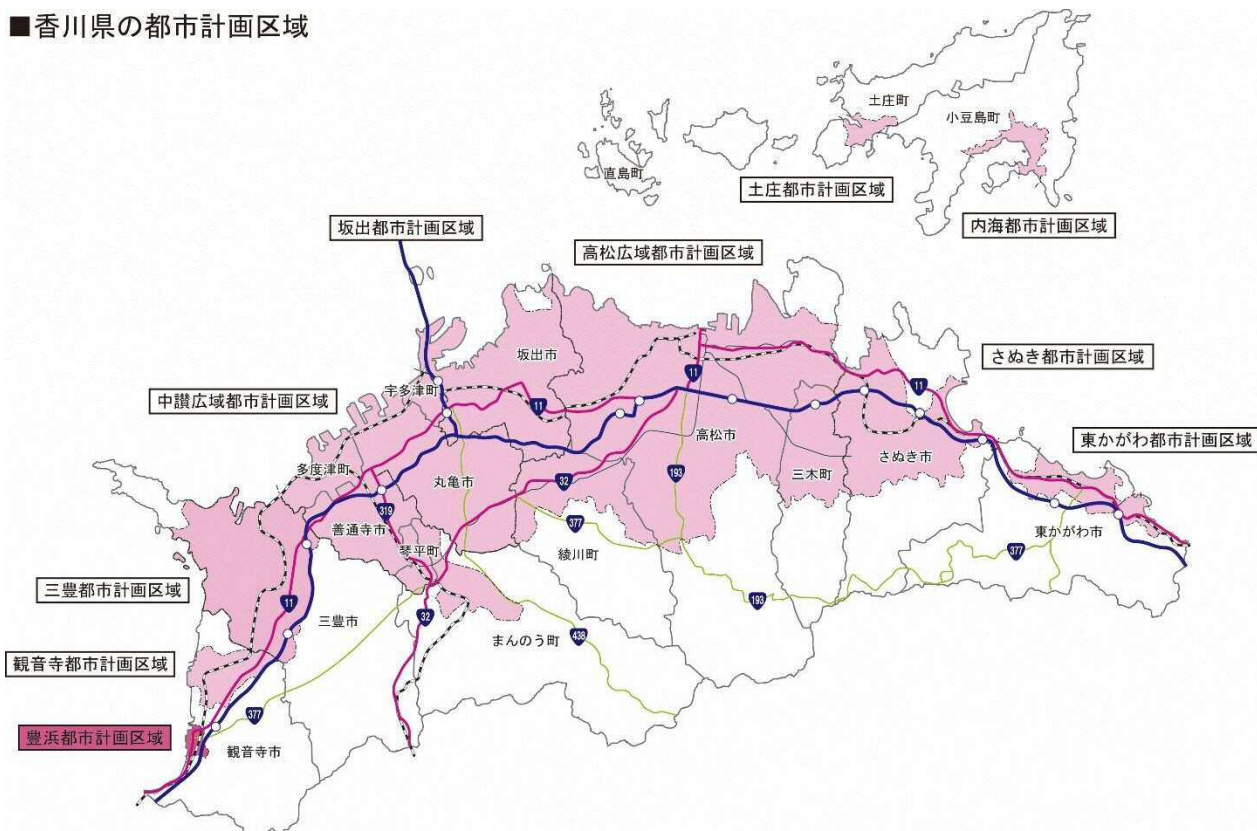 ■香川県の都市計画区域
土庄町
小豆島町
直島町
土庄都市計画区域
内海都市計画区域
坂出都市計画区域
高松広域都市計画区域
坂出市
さぬき都市計画区域
11
11
宇多津町
中讃広域都市計画区域
11
高松市
東かがわ都市計画区域
多度津町
丸亀市
193
三木町
さぬき市
32
319
善通寺市
377
東かがわ市
琴平町
綾川町
377
三豊都市計画区域
11
193
三豊市
32
まんのう町
438
観音寺都市計画区域
377
豊浜都市計画区域
観音寺市